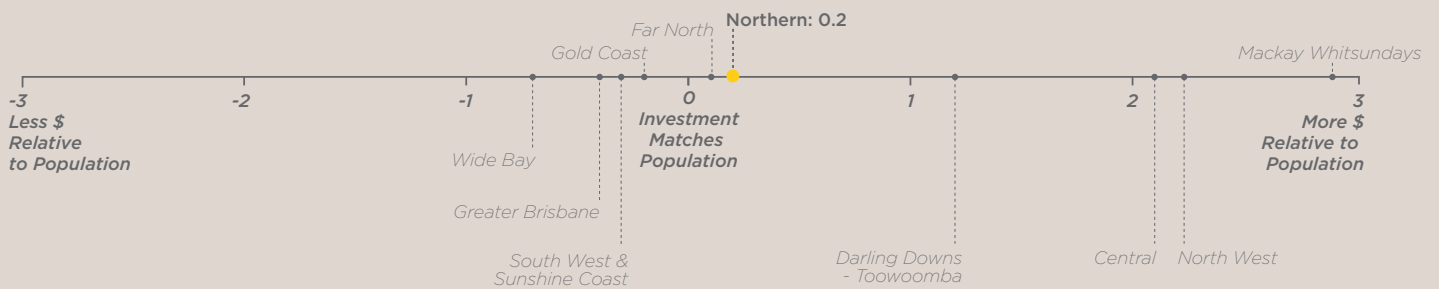 Northern: 0.2
Far North
Gold Coast
Mackay Whitsundays
-3
-2
-1
0
1
2
3
Less $
Relative
to Population
Investment
Matches
Population
More $
Relative to
Population
Wide Bay
Greater Brisbane
South West &
Sunshine Coast
Darling Downs
- Toowoomba
Central
North West